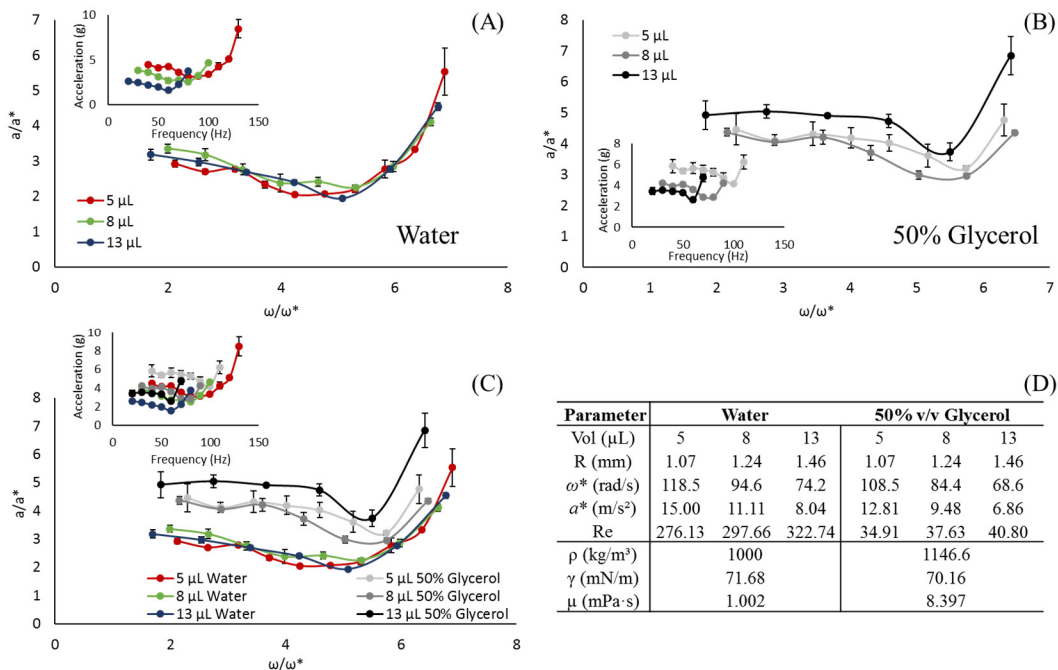 (A)
Acceleration (g)
10
5
0
0 50 100 150
Frequency (Hz)
a/a*
7
6
5
4
3
2
1
0
5 µL
8 µL
13 µL
Water
0 2 4 6 8
ω/ω*
(B)
a/a*
8
7
6
5
4
3
2
1
0
5 µL
8 µL
13 µL
Acceleration (g)
8
6
4
2
0
0 50 100 150
Frequency (Hz)
50% Glycerol
0 1 2 3 4 5 6 7
ω/ω*
(C)
Acceleration (g)
10
8
6
4
2
0
0 50 100 150
Frequency (Hz)
a/a*
8
7
6
5
4
3
2
1
0
5 µL Water 5 µL 50% Glycerol
8 µL Water 8 µL 50% Glycerol
13 µL Water 13 µL 50% Glycerol
0 2 4 6 8
ω/ω*
(D)
Parameter Water 50% v/v Glycerol
Vol (µL) 5 8 13 5 8 13
R (mm) 1.07 1.24 1.46 1.07 1.24 1.46
ω* (rad/s) 118.5 94.6 74.2 108.5 84.4 68.6
a* (m/s²) 15.00 11.11 8.04 12.81 9.48 6.86
Re 276.13 297.66 322.74 34.91 37.63 40.80
ρ (kg/m³) 1000 1146.6
γ (mN/m) 71.68 70.16
µ (mPa·s) 1.002 8.397